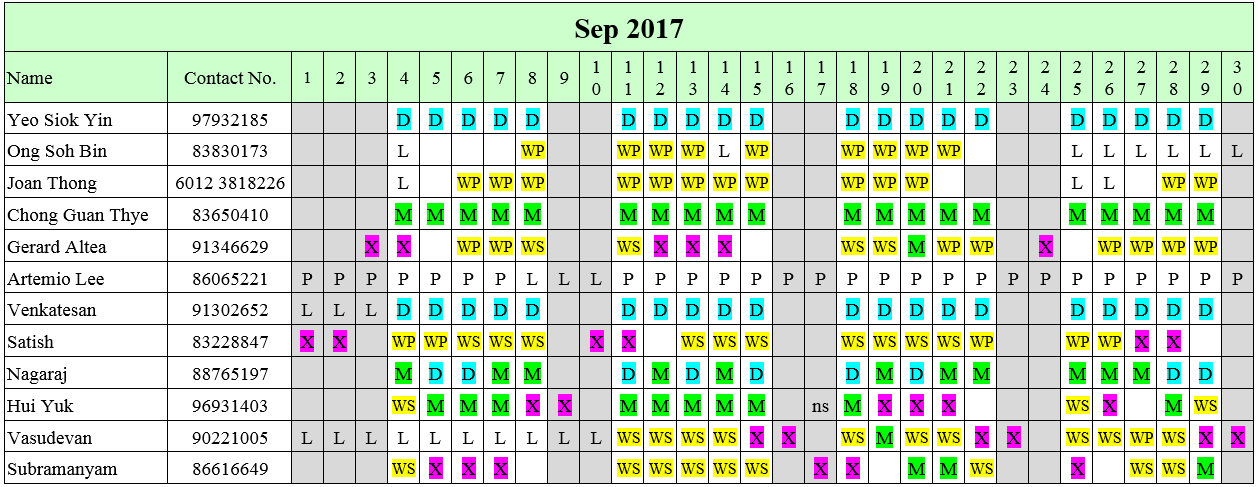 Sep 2017
Name Contact No. 1 2 3 4 5 6 7 8 9 10 11 12 13 14 15 16 17 18 19 20 21 22 23 24 25 26 27 28 29 30
Yeo Siok Yin 97932185 D D D D D D D D D D D D D D D D D D D D
Ong Soh Bin 83830173 L WP WP WP WP L WP WP WP WP WP L L L L L L
Joan Thong 6012 3818226 L WP WP WP WP WP WP WP WP WP WP WP L L WP WP
Chong Guan Thye 83650410 M M M M M M M M M M M M M M M M M M M M
Gerard Altea 91346629 X X WP WP WS WS X X X WS WS M WP WP X WP WP WP WP
Artemio Lee 86065221 P P P P P P P L L L P P P P P P P P P P P P P P P P P P P P
Venkatesan 91302652 L L L D D D D D D D D D D D D D D D D D D D D
Satish 83228847 X X WP WP WS WS WS X X WS WS WS WS WS WS WS WP WP WP X X
Nagaraj 88765197 M D D M M D M D M D D M D M M M M M D D
Hui Yuk 96931403 WS M M M X X M M M M M ns M X X X WS X M WS
Vasudevan 90221005 L L L L L L L L L L WS WS WS WS X X WS M WS WS X X WS WS WP WS X X
Subramanyam 86616649 WS X X X WS WS WS WS WS X X M M WS X WS WS M